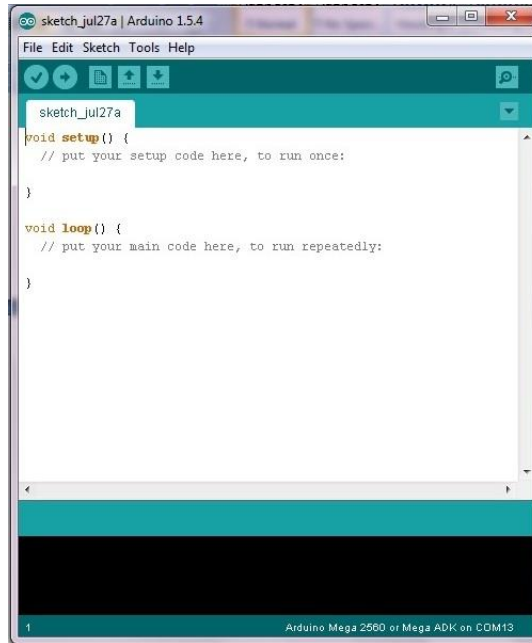 sketch_jul27a | Arduino 1.5.4
File Edit Sketch Tools Help
sketch_jul27a
void setup() {
// put your setup code here, to run once:
}
void loop() {
// put your main code here, to run repeatedly:
}
1
Arduino Mega 2560 or Mega ADK on COM13